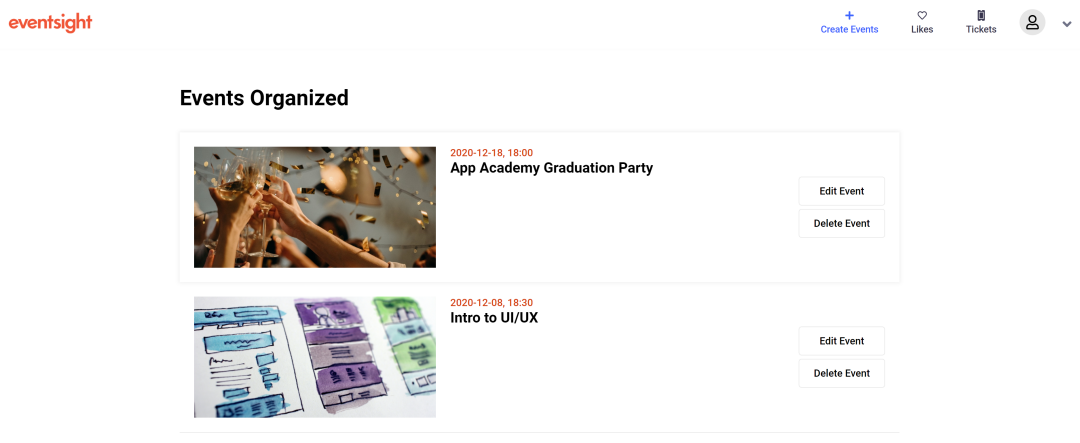 eventsight
Create Events
Likes
Tickets
Events Organized
2020-12-18, 18:00
App Academy Graduation Party
Edit Event
Delete Event
2020-12-08, 18:30
Intro to UI/UX
Edit Event
Delete Event